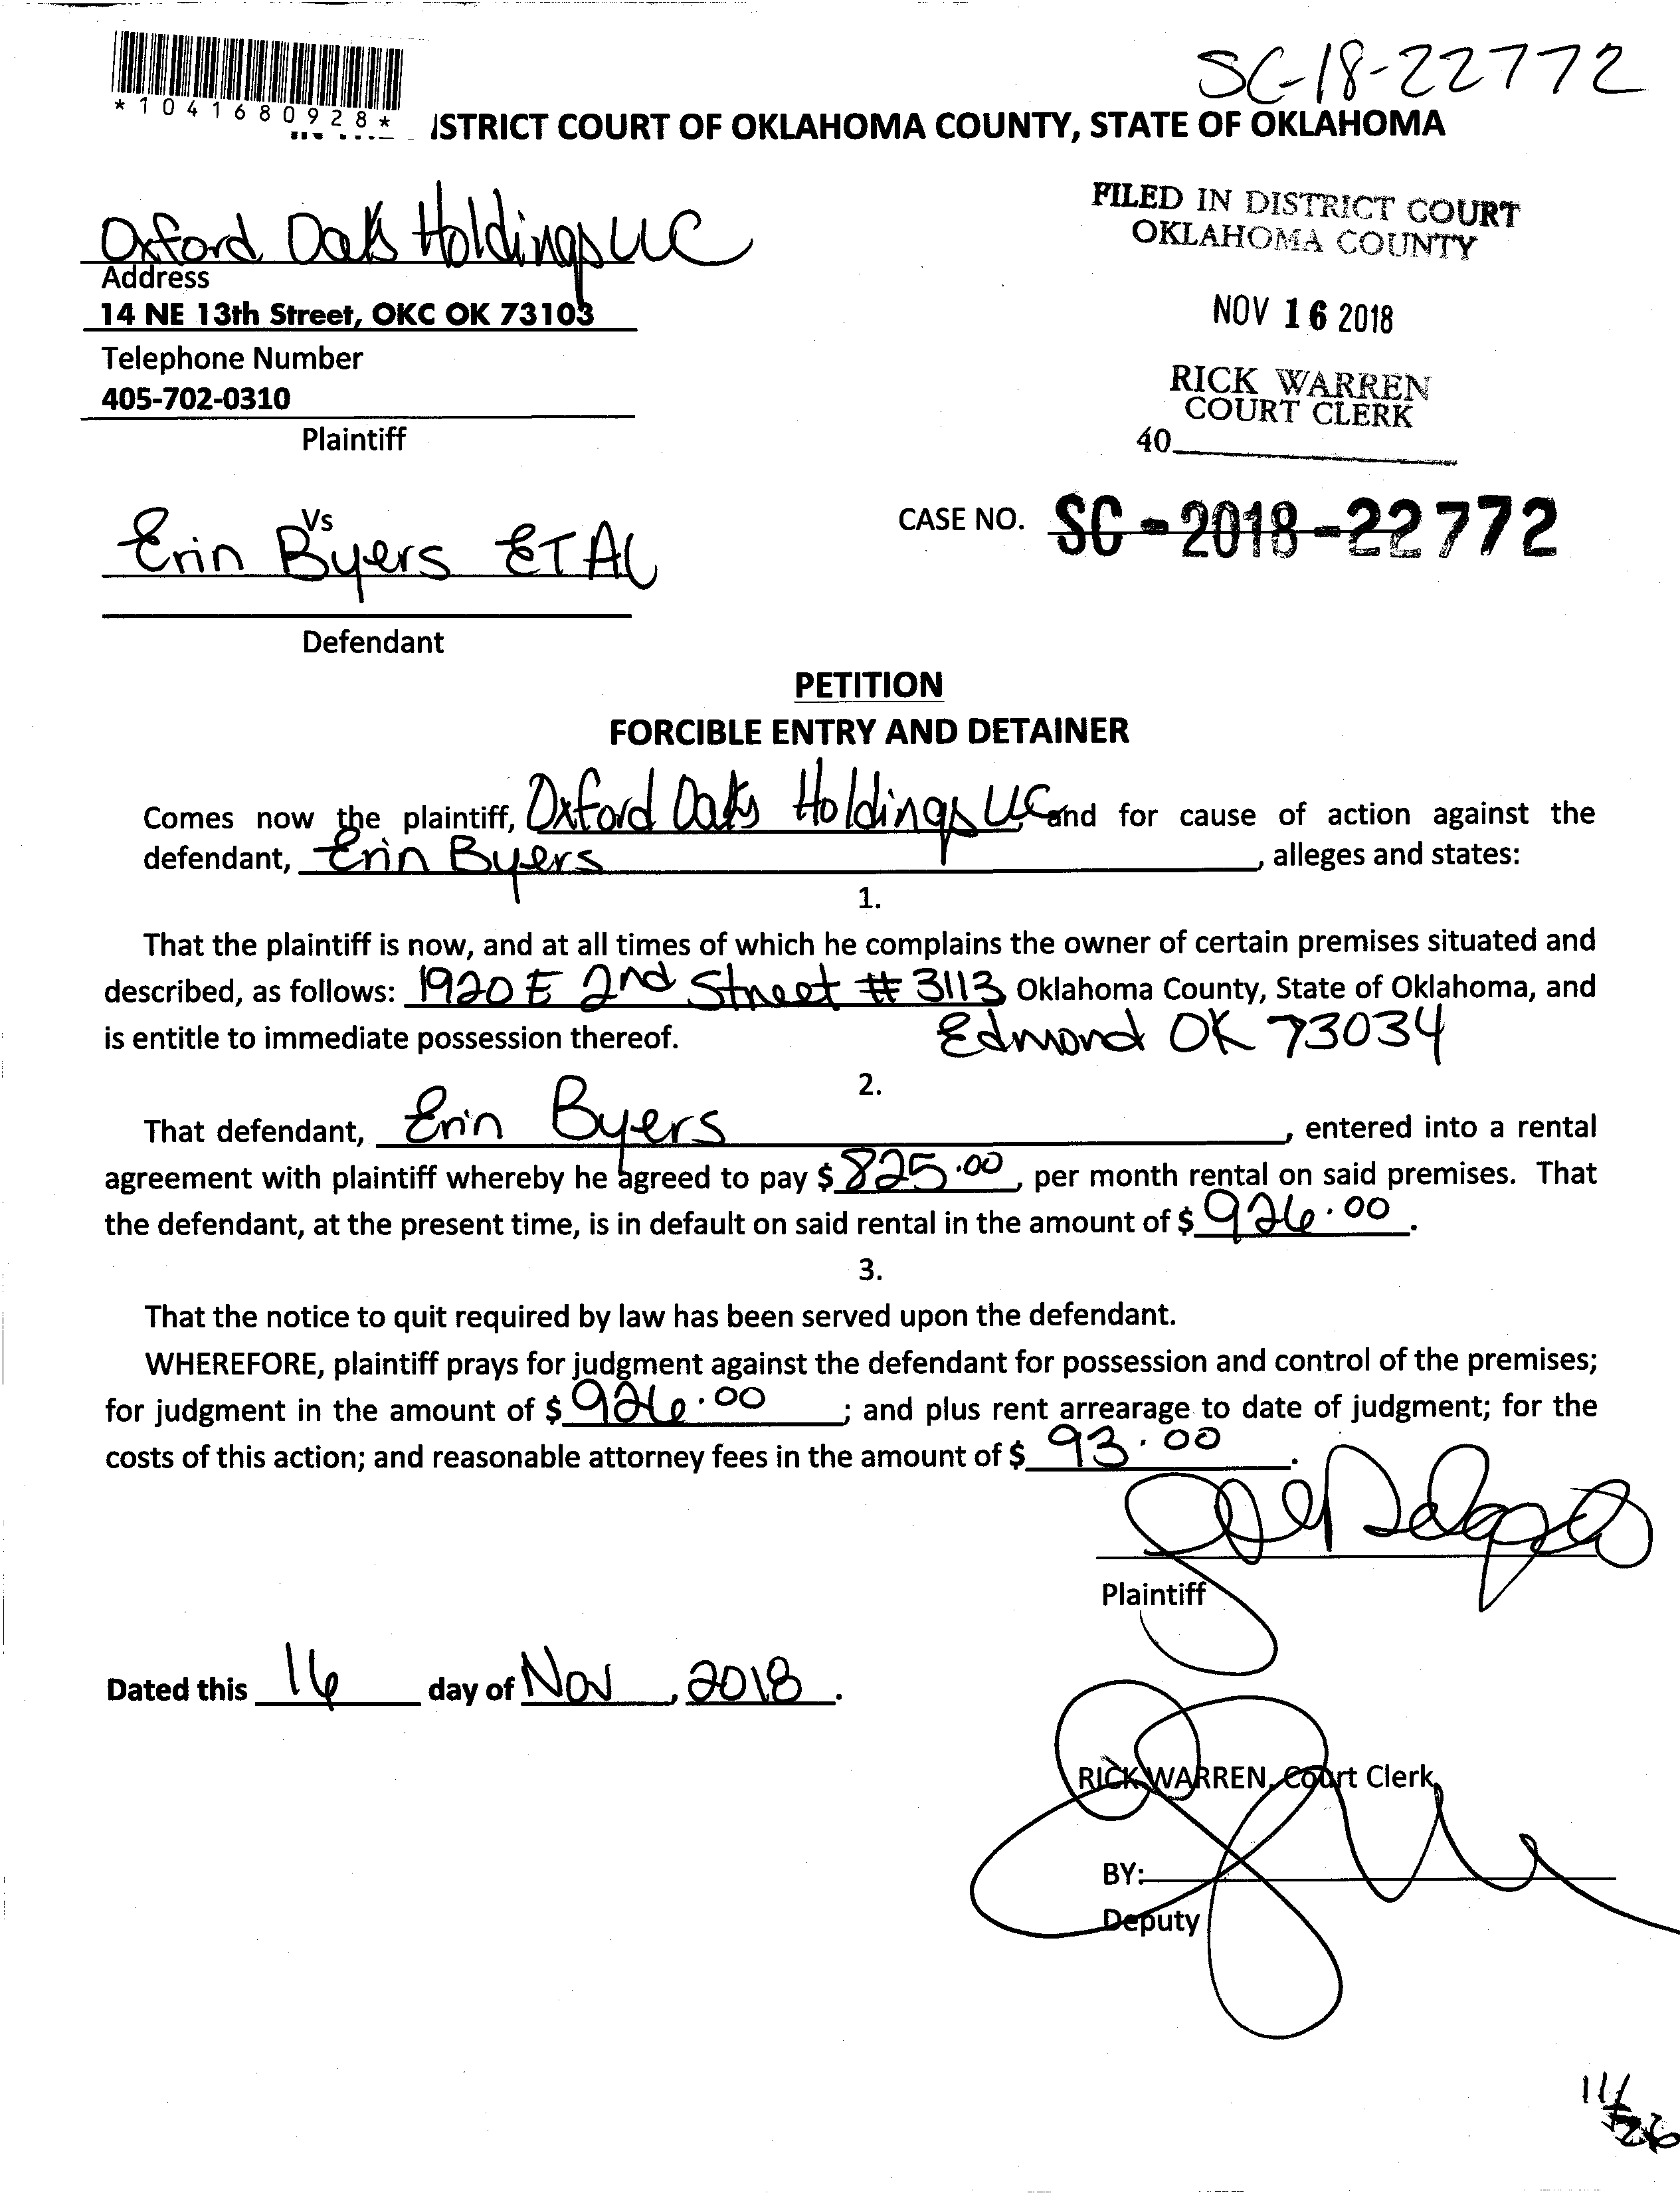 SC-18-22772
*1041680928*
ISTRICT COURT OF OKLAHOMA COUNTY, STATE OF OKLAHOMA
FILED IN DISTRICT COURT
OKLAHOMA COUNTY
Oxford Oaks Holdings LLC
Address
14 NE 13th Street, OKC OK 73103
NOV 16 2018
Telephone Number
405-702-0310
RICK WARREN
COURT CLERK
40
Plaintiff
Vs
Erin Byers ETAL
CASE NO. SC-2018-22772
Defendant
PETITION
FORCIBLE ENTRY AND DETAINER
Comes now the plaintiff, Oxford Oaks Holdings LLC and for cause of action against the
defendant, Erin Byers, alleges and states:
1.
That the plaintiff is now, and at all times of which he complains the owner of certain premises situated and
described, as follows: 1920 E 2nd Street # 3113, Oklahoma County, State of Oklahoma, and
is entitle to immediate possession thereof. Edmond OK 73034
2.
That defendant, Erin Byers, entered into a rental
agreement with plaintiff whereby he agreed to pay $ 825.00, per month rental on said premises. That
the defendant, at the present time, is in default on said rental in the amount of $ 926.00.
3.
That the notice to quit required by law has been served upon the defendant.
WHEREFORE, plaintiff prays for judgment against the defendant for possession and control of the premises;
for judgment in the amount of $ 926.00; and plus rent arrearage to date of judgment; for the
costs of this action; and reasonable attorney fees in the amount of $ 93.00.
Plaintiff
Dated this 16 day of Nov, 2018.
RICK WARREN, Court Clerk
BY:
Deputy
11/26